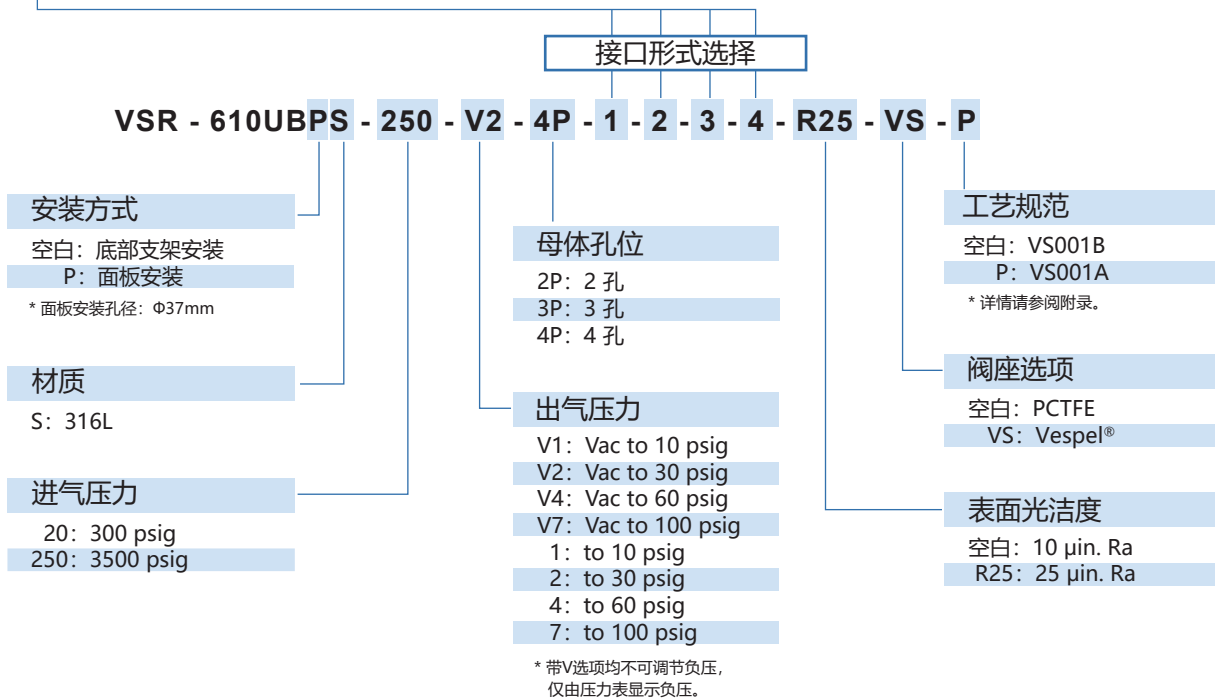 接口形式选择
VSR - 610UBPS - 250 - V2 - 4P - 1 - 2 - 3 - 4 - R25 - VS - P
安装方式
空白：底部支架安装
P：面板安装
* 面板安装孔径：Φ37mm
材质
S：316L
进气压力
20：300 psig
250：3500 psig
母体孔位
2P：2 孔
3P：3 孔
4P：4 孔
出气压力
V1：Vac to 10 psig
V2：Vac to 30 psig
V4：Vac to 60 psig
V7：Vac to 100 psig
1：to 10 psig
2：to 30 psig
4：to 60 psig
7：to 100 psig
* 带V选项均不可调节负压，
仅由压力表显示负压。
工艺规范
空白：VS001B
P：VS001A
* 详情请参阅附录。
阀座选项
空白：PCTFE
VS：Vespel®
表面光洁度
空白：10 μin. Ra
R25：25 μin. Ra